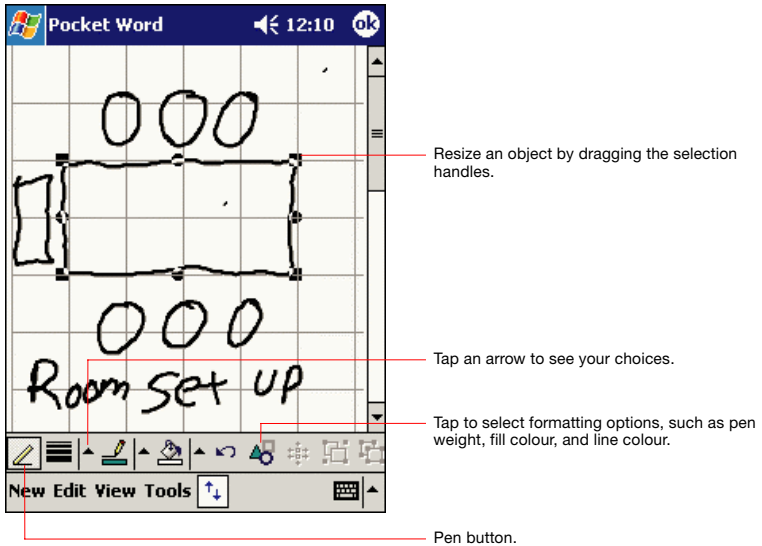 Pocket Word 12:10 ok
Resize an object by dragging the selection
handles.
Room set up
Tap an arrow to see your choices.
Tap to select formatting options, such as pen
weight, fill colour, and line colour.
New Edit View Tools
Pen button.